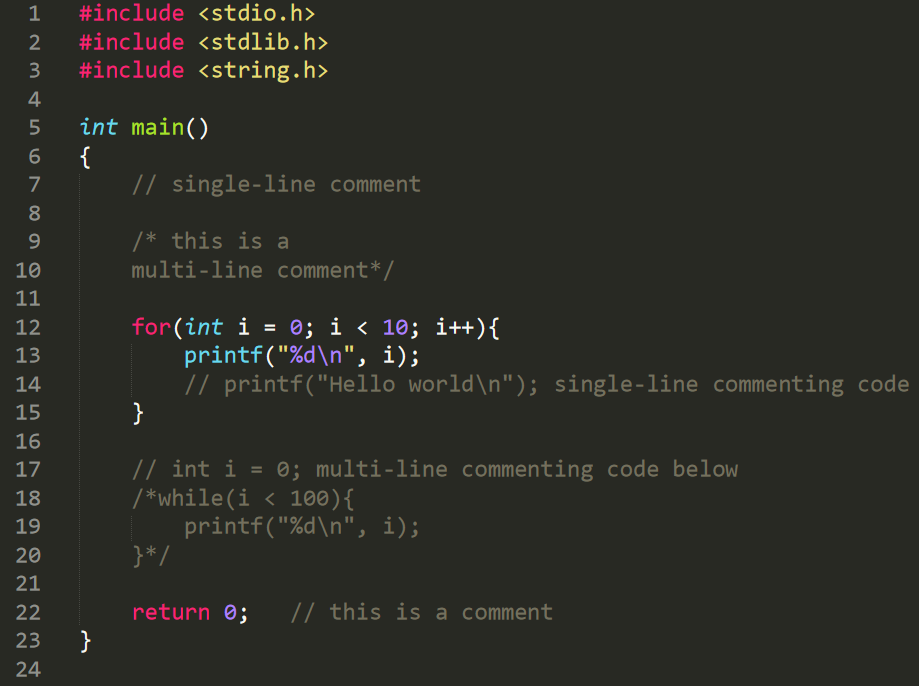 1 #include <stdio.h>
2 #include <stdlib.h>
3 #include <string.h>
4
5 int main()
6 {
7     // single-line comment
8
9     /* this is a
10     multi-line comment*/
11
12     for(int i = 0; i < 10; i++){
13         printf("%d\n", i);
14         // printf("Hello world\n"); single-line commenting code
15     }
16
17     // int i = 0; multi-line commenting code below
18     /*while(i < 100){
19         printf("%d\n", i);
20     }*/
21
22     return 0;   // this is a comment
23 }
24